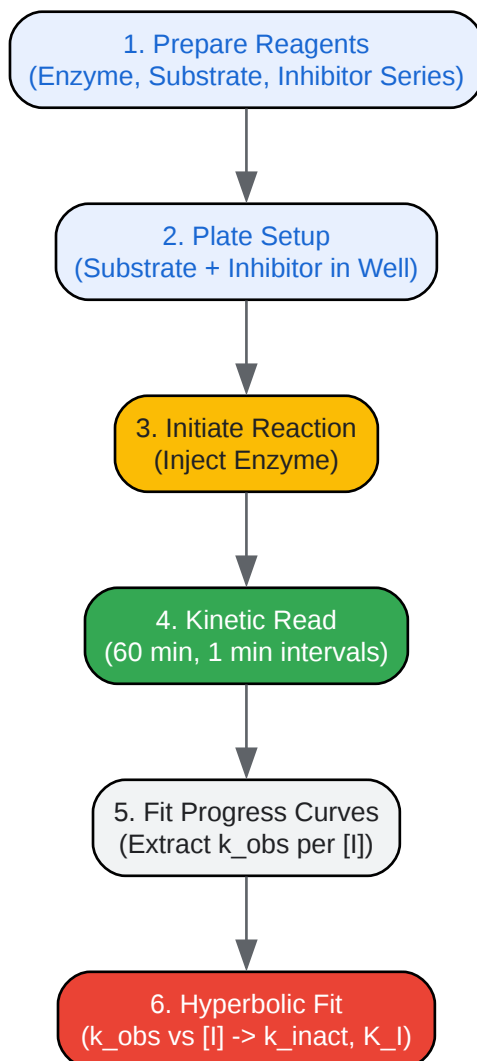 1. Prepare Reagents
(Enzyme, Substrate, Inhibitor Series)
2. Plate Setup
(Substrate + Inhibitor in Well)
3. Initiate Reaction
(Inject Enzyme)
4. Kinetic Read
(60 min, 1 min intervals)
5. Fit Progress Curves
(Extract k_obs per [I])
6. Hyperbolic Fit
(k_obs vs [I] -> k_inact, K_I)